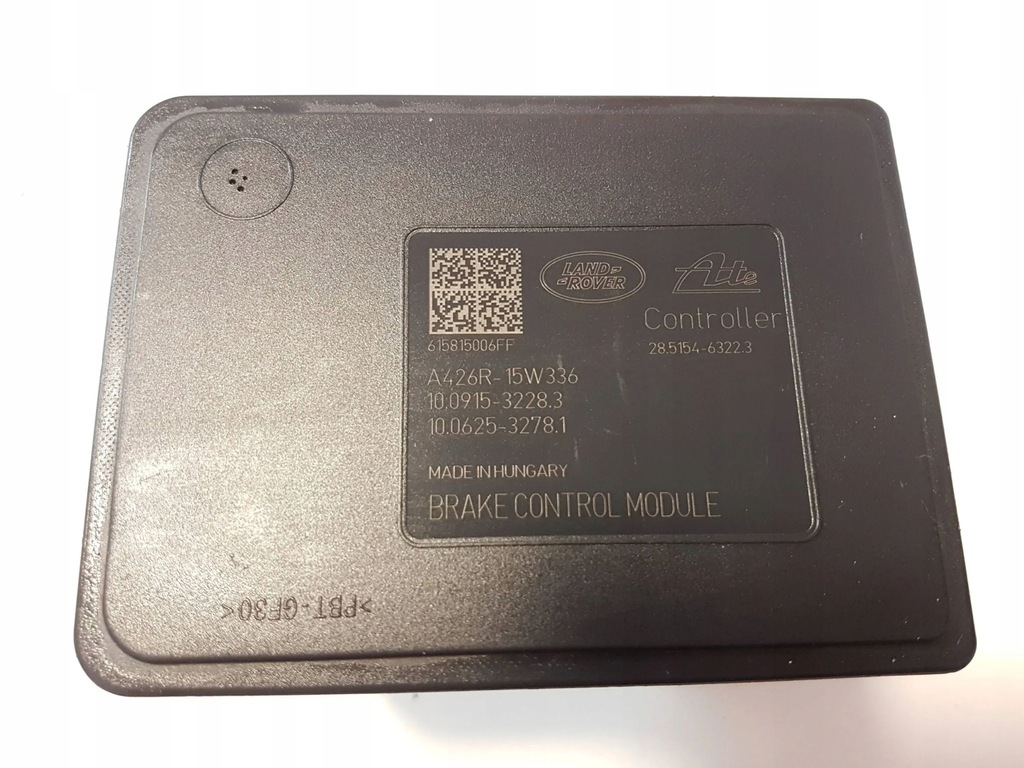 LAND
ROVER
Ate
Controller
615815006FF
28.5154-6322.3
A426R-15W336
10.0915-3228.3
10.0625-3278.1
MADE IN HUNGARY
BRAKE CONTROL MODULE
>PBT-GF30<